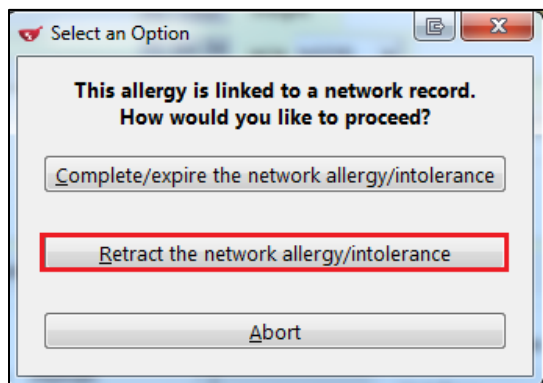 Select an Option
This allergy is linked to a network record.
How would you like to proceed?
Complete/expire the network allergy/intolerance
Retract the network allergy/intolerance
Abort